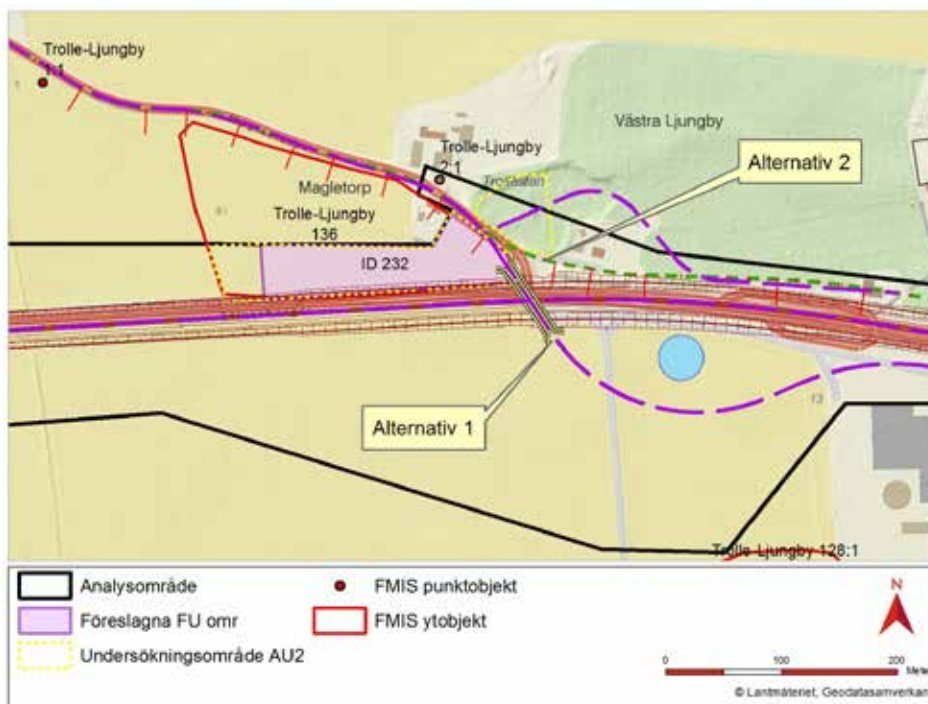 Trolle-Ljungby
1:1
Västra Ljungby
Trolle-Ljungby
2:1
Alternativ 2
Magletorp
Trolle-Ljungby
136
ID 232
Alternativ 1
13
Trolle-Ljungby 128:1
Analysområde
FMIS punktobjekt
N
Föreslagna FU omr
FMIS ytobjekt
Undersökningsområde AU2
0 100 200
Mete
© Lantmäteriet, Geodatasamverkan